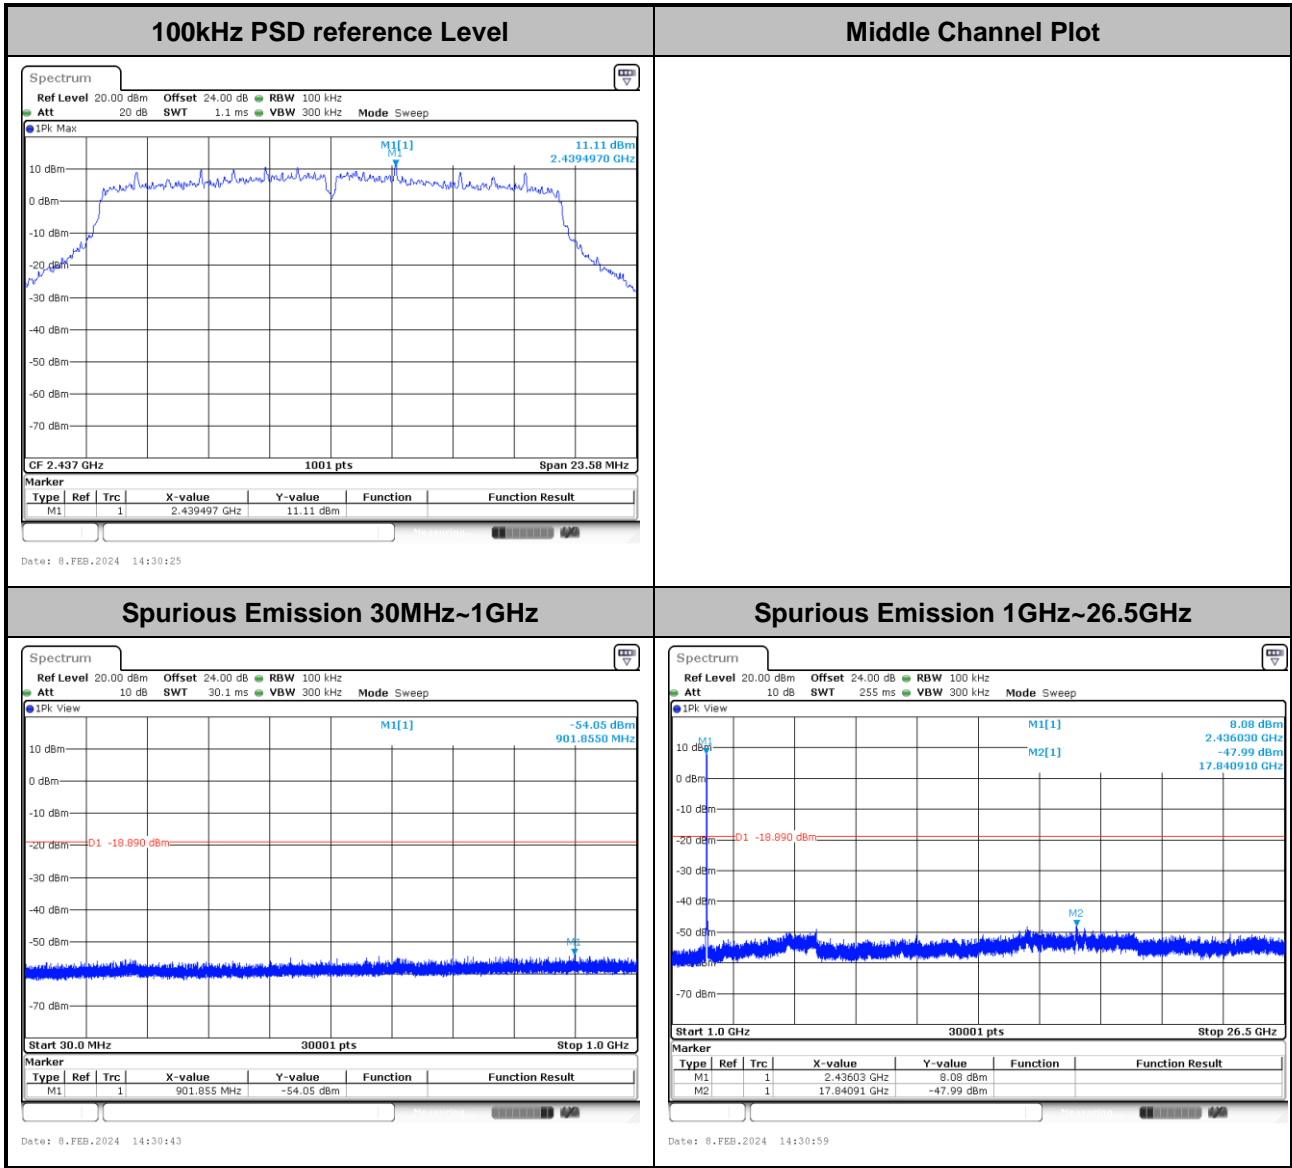 100kHz PSD reference Level
Middle Channel Plot
Spectrum
Ref Level 20.00 dBm Offset 24.00 dB RBW 100 kHz
Att 20 dB SWT 1.1 ms VBW 300 kHz Mode Sweep
1Pk Max
M1[1] 11.11 dBm
2.4394970 GHz
M1
10 dBm
0 dBm
-10 dBm
-20 dBm
-30 dBm
-40 dBm
-50 dBm
-60 dBm
-70 dBm
CF 2.437 GHz 1001 pts Span 23.58 MHz
Marker
Type Ref Trc X-value Y-value Function Function Result
M1 1 2.439497 GHz 11.11 dBm
Date: 8.FEB.2024 14:30:25
Spurious Emission 30MHz~1GHz
Spurious Emission 1GHz~26.5GHz
Spectrum
Ref Level 20.00 dBm Offset 24.00 dB RBW 100 kHz
Att 10 dB SWT 30.1 ms VBW 300 kHz Mode Sweep
1Pk View
M1[1] -54.05 dBm
901.8550 MHz
10 dBm
0 dBm
-10 dBm
-20 dBm
D1 -18.890 dBm
-30 dBm
-40 dBm
-50 dBm
M1
-70 dBm
Start 30.0 MHz 30001 pts Stop 1.0 GHz
Marker
Type Ref Trc X-value Y-value Function Function Result
M1 1 901.855 MHz -54.05 dBm
Date: 8.FEB.2024 14:30:43
Spectrum
Ref Level 20.00 dBm Offset 24.00 dB RBW 100 kHz
Att 10 dB SWT 255 ms VBW 300 kHz Mode Sweep
1Pk View
M1[1] 8.08 dBm
2.436030 GHz
M2[1] -47.99 dBm
17.840910 GHz
M1
10 dBm
0 dBm
-10 dBm
-20 dBm
D1 -18.890 dBm
-30 dBm
-40 dBm
M2
-50 dBm
-70 dBm
Start 1.0 GHz 30001 pts Stop 26.5 GHz
Marker
Type Ref Trc X-value Y-value Function Function Result
M1 1 2.43603 GHz 8.08 dBm
M2 1 17.84091 GHz -47.99 dBm
Date: 8.FEB.2024 14:30:59